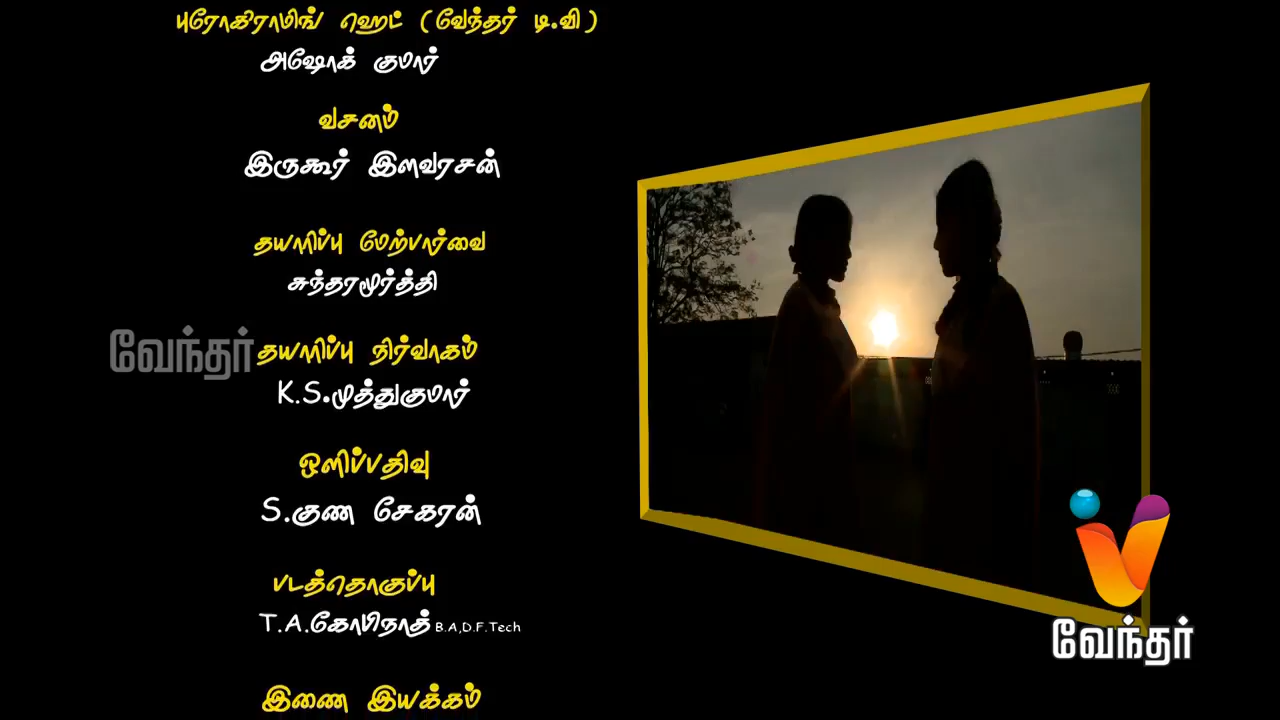 புரோகிராமிங் ஹெட் (வேந்தர் டி.வி)
அஷோக் குமார்
வசனம்
இருகூர் இளவரசன்
தயாரிப்பு மேற்பார்வை
சுந்தரமூர்த்தி
வேந்தர்
தயாரிப்பு நிர்வாகம்
K.S.முத்துகுமார்
ஒளிப்பதிவு
S.குண சேகரன்
படத்தொகுப்பு
T.A.கோபிநாத் B.A,D.F.Tech
இணை இயக்கம்
வேந்தர்